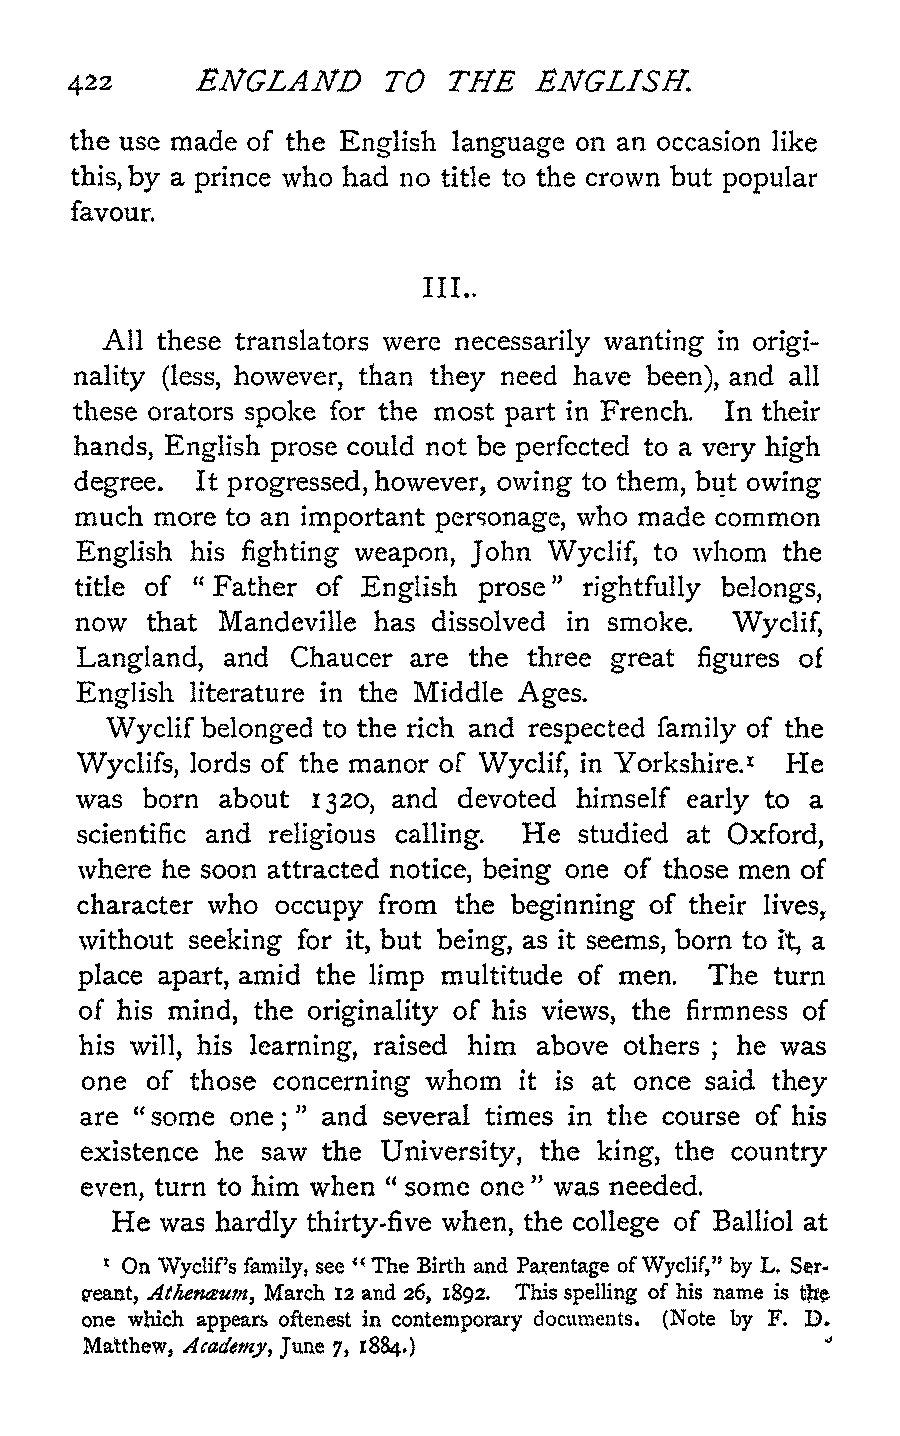 422 ENGLAND TO THE ENGLISH.
the use made of the English language on an occasion like
this, by a prince who had no title to the crown but popular
favour.
III..
All these translators were necessarily wanting in origi-
nality (less, however, than they need have been), and all
these orators spoke for the most part in French. In their
hands, English prose could not be perfected to a very high
degree. It progressed, however, owing to them, but owing
much more to an important personage, who made common
English his fighting weapon, John Wyclif, to whom the
title of “Father of English prose” rightfully belongs,
now that Mandeville has dissolved in smoke. Wyclif,
Langland, and Chaucer are the three great figures of
English literature in the Middle Ages.
Wyclif belonged to the rich and respected family of the
Wyclifs, lords of the manor of Wyclif, in Yorkshire.¹ He
was born about 1320, and devoted himself early to a
scientific and religious calling. He studied at Oxford,
where he soon attracted notice, being one of those men of
character who occupy from the beginning of their lives,
without seeking for it, but being, as it seems, born to it, a
place apart, amid the limp multitude of men. The turn
of his mind, the originality of his views, the firmness of
his will, his learning, raised him above others ; he was
one of those concerning whom it is at once said they
are “some one ;” and several times in the course of his
existence he saw the University, the king, the country
even, turn to him when “some one” was needed.
He was hardly thirty-five when, the college of Balliol at
¹ On Wyclif’s family, see “The Birth and Parentage of Wyclif,” by L. Ser-
geant, Athenæum, March 12 and 26, 1892. This spelling of his name is the
one which appears oftenest in contemporary documents. (Note by F. D.
Matthew, Academy, June 7, 1884.)